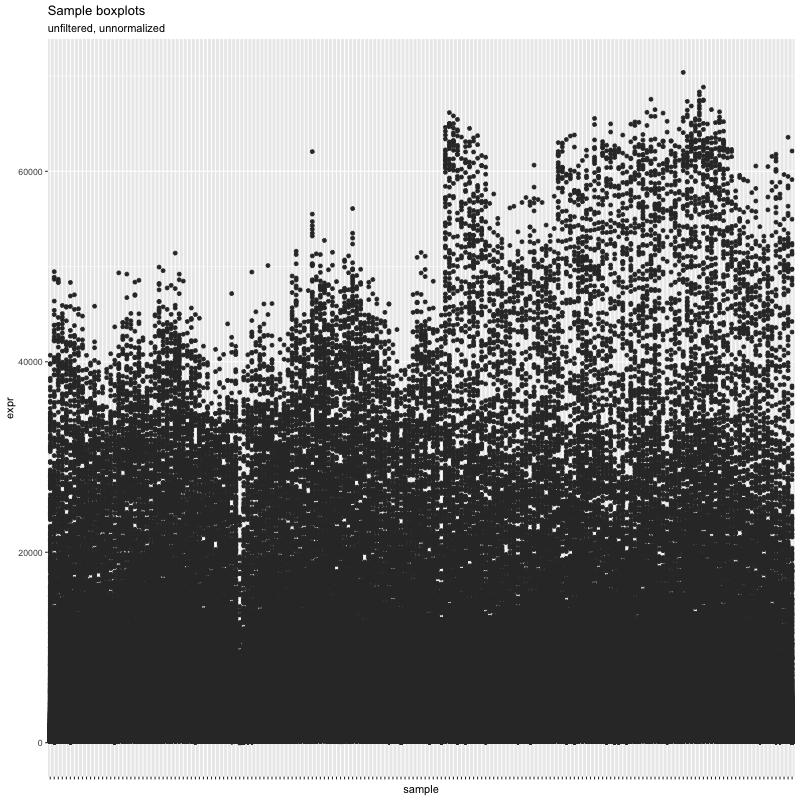 Sample boxplots
unfiltered, unnormalized
60000
40000
expr
20000
0
sample